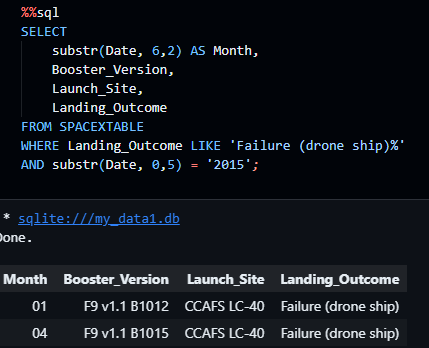 %%sql
SELECT
substr(Date, 6,2) AS Month,
Booster_Version,
Launch_Site,
Landing_Outcome
FROM SPACEXTABLE
WHERE Landing_Outcome LIKE 'Failure (drone ship)%'
AND substr(Date, 0,5) = '2015';
* sqlite:///my_data1.db
Done.
Month Booster_Version Launch_Site Landing_Outcome
01 F9 v1.1 B1012 CCAFS LC-40 Failure (drone ship)
04 F9 v1.1 B1015 CCAFS LC-40 Failure (drone ship)